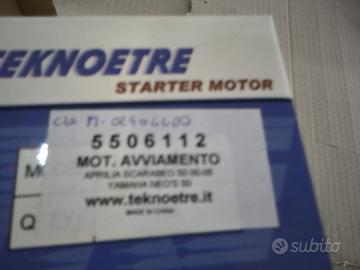 TEKNOETRE
STARTER MOTOR
5506112
MOT. AVVIAMENTO
APRILIA SCARABEO 50 00-05
YAMAHA NEO'S 50
www.teknoetre.it
MADE IN CHINA
Q
subito